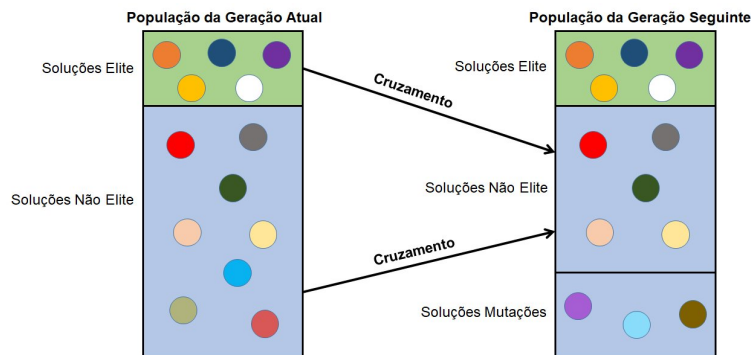 População da Geração Atual
População da Geração Seguinte
Soluções Elite
Soluções Elite
Cruzamento
Soluções Não Elite
Soluções Não Elite
Cruzamento
Soluções Mutações